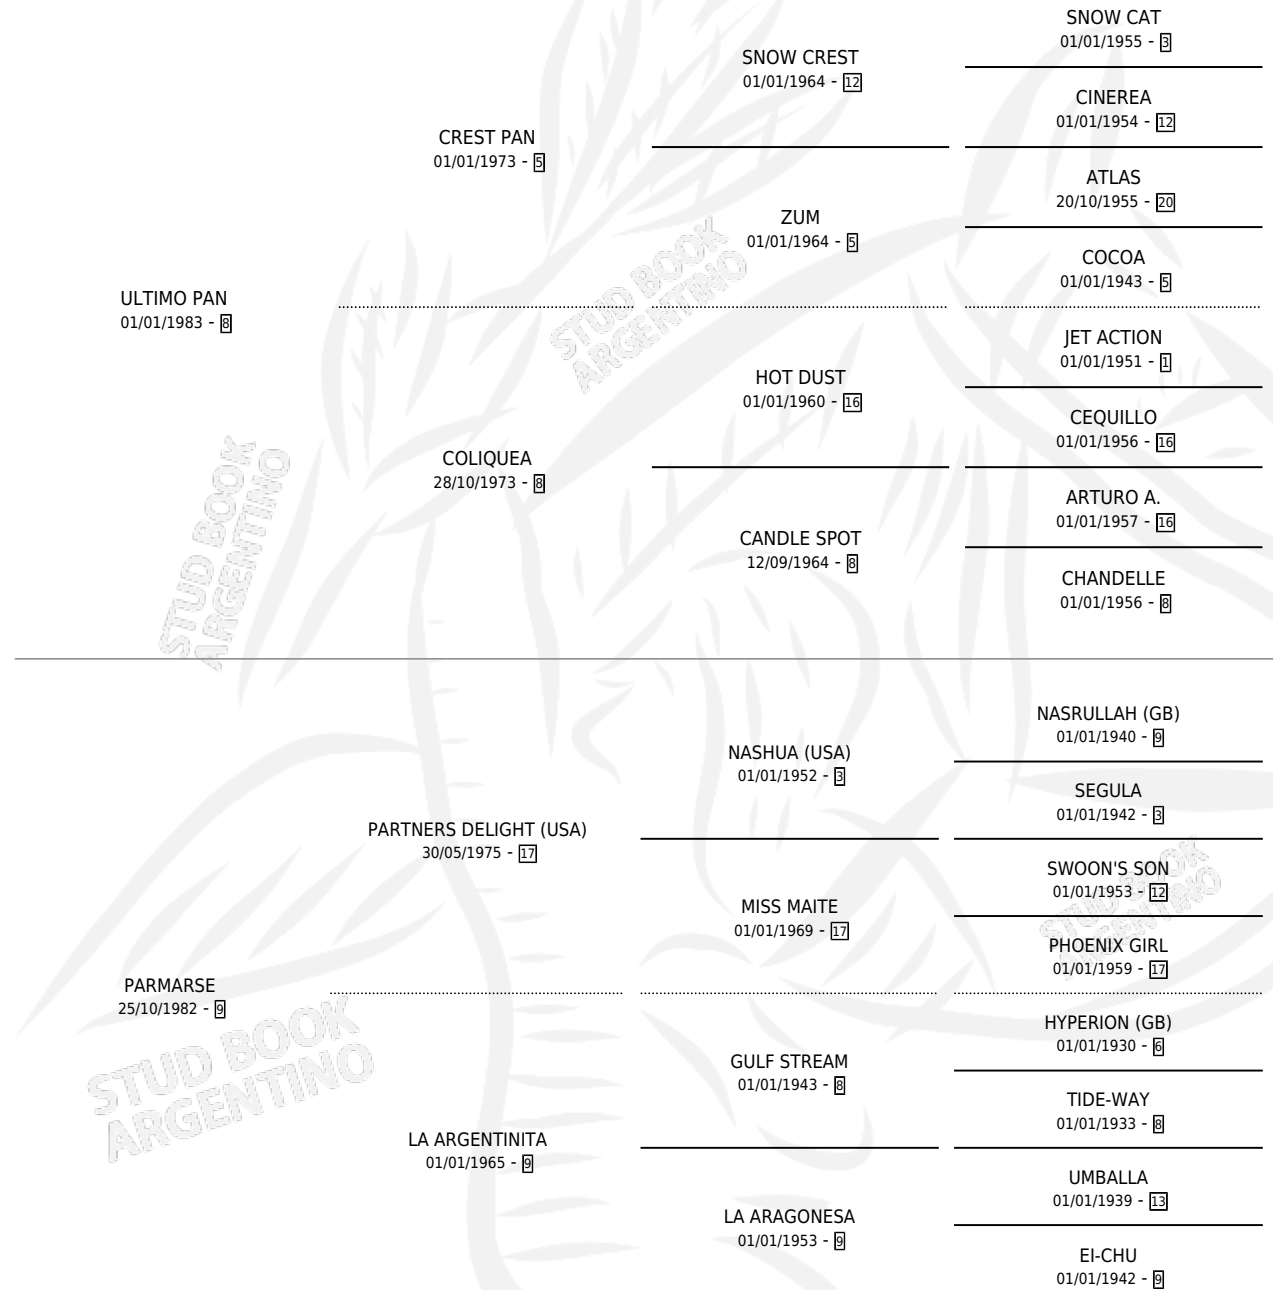 SNOW CAT
01/01/1955 - 3
SNOW CREST
01/01/1964 - 12
CINEREA
01/01/1954 - 12
CREST PAN
01/01/1973 - 5
ATLAS
20/10/1955 - 20
ZUM
01/01/1964 - 5
COCOA
01/01/1943 - 5
ULTIMO PAN
01/01/1983 - 8
JET ACTION
01/01/1951 - 1
HOT DUST
01/01/1960 - 16
CEQUILLO
01/01/1956 - 16
COLIQUEA
28/10/1973 - 8
ARTURO A.
01/01/1957 - 16
CANDLE SPOT
12/09/1964 - 8
CHANDELLE
01/01/1956 - 8
STUD BOOK
ARGENTINO
STUD BOOK
ARGENTINO
NASRULLAH (GB)
01/01/1940 - 9
NASHUA (USA)
01/01/1952 - 3
SEGULA
01/01/1942 - 3
PARTNERS DELIGHT (USA)
30/05/1975 - 17
SWOON'S SON
01/01/1953 - 12
MISS MAITE
01/01/1969 - 17
PHOENIX GIRL
01/01/1959 - 17
STUD BOOK
ARGENTINO
PARMARSE
25/10/1982 - 9
HYPERION (GB)
01/01/1930 - 6
GULF STREAM
01/01/1943 - 8
TIDE-WAY
01/01/1933 - 8
LA ARGENTINITA
01/01/1965 - 9
UMBALLA
01/01/1939 - 13
LA ARAGONESA
01/01/1953 - 9
EI-CHU
01/01/1942 - 9
STUD BOOK
ARGENTINO